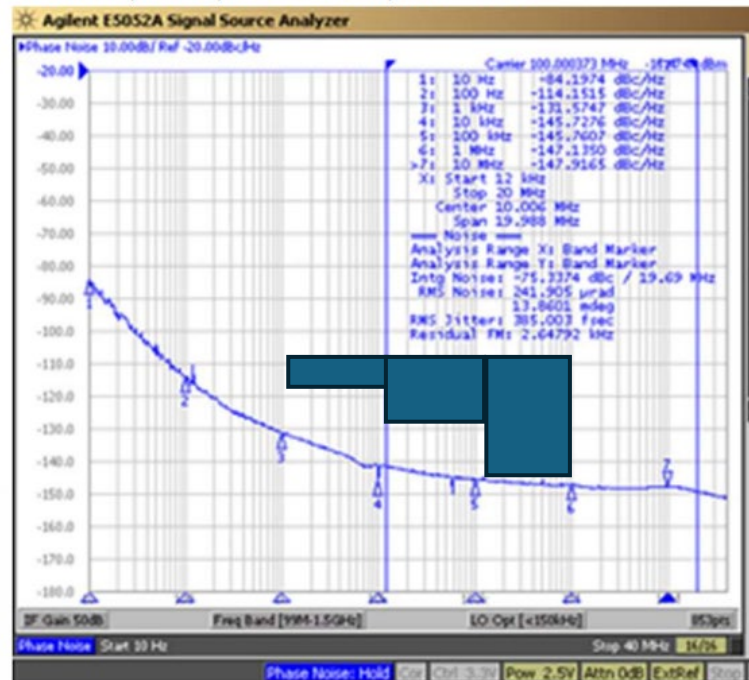 Agilent E5052A Signal Source Analyzer
Phase Noise 10.00dB/ Ref -20.00dBc/Hz
Carrier 100.000373 MHz dBm
-20.00
-30.00
-40.00
-50.00
-60.00
-70.00
-80.00
-90.00
-100.0
-110.0
-120.0
-130.0
-140.0
-150.0
-160.0
-170.0
-180.0
1: 10 Hz -84.1974 dBc/Hz
2: 100 Hz -114.1515 dBc/Hz
3: 1 kHz -131.5747 dBc/Hz
4: 10 kHz -145.7276 dBc/Hz
5: 100 kHz -145.7607 dBc/Hz
6: 1 MHz -147.1350 dBc/Hz
>7: 10 MHz -147.9165 dBc/Hz
X: Start 12 kHz
Stop 20 MHz
Center 10.006 MHz
Span 19.988 MHz
Noise
Analysis Range X: Band Marker
Analysis Range Y: Band Marker
Intg Noise: -75.3374 dBc / 19.69 MHz
RMS Noise: 241.905 µrad
13.8601 mdeg
RMS Jitter: 385.003 fsec
Residual FM: 2.64792 kHz
1
2
3
4
5
6
7
IF Gain 50dB
Freq Band [99M-1.5GHz]
LO Opt [<150kHz]
853pts
Phase Noise Start 10 Hz
Stop 40 MHz
16/16
Phase Noise: Hold
Cor
Ctrl 3.3V
Pow 2.5V
Attn 0dB
ExtRef
Stop